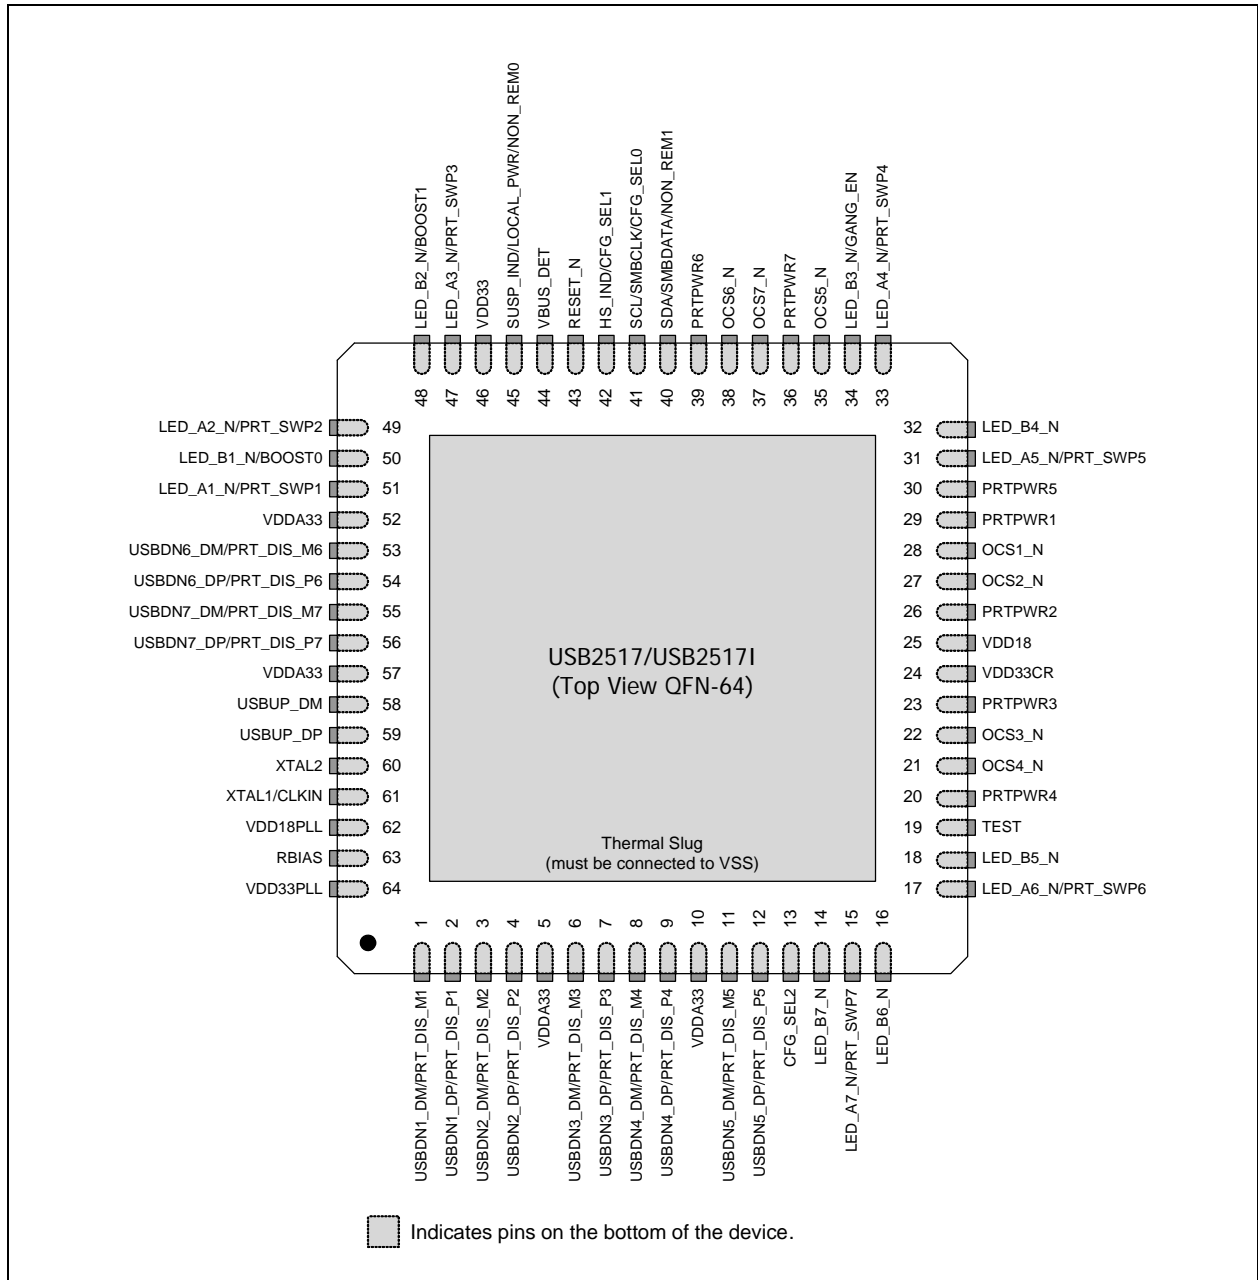 LED_B2_N/BOOST1
LED_A3_N/PRT_SWP3
VDD33
SUSP_IND/LOCAL_PWR/NON_REM0
VBUS_DET
RESET_N
HS_IND/CFG_SEL1
SCL/SMBCLK/CFG_SEL0
SDA/SMBDATA/NON_REM1
PRTPWR6
OCS6_N
OCS7_N
PRTPWR7
OCS5_N
LED_B3_N/GANG_EN
LED_A4_N/PRT_SWP4
48 47 46 45 44 43 42 41 40 39 38 37 36 35 34 33
LED_A2_N/PRT_SWP2 49
LED_B1_N/BOOST0 50
LED_A1_N/PRT_SWP1 51
VDDA33 52
USBDN6_DM/PRT_DIS_M6 53
USBDN6_DP/PRT_DIS_P6 54
USBDN7_DM/PRT_DIS_M7 55
USBDN7_DP/PRT_DIS_P7 56
VDDA33 57
USBUP_DM 58
USBUP_DP 59
XTAL2 60
XTAL1/CLKIN 61
VDD18PLL 62
RBIAS 63
VDD33PLL 64
USB2517/USB2517I
(Top View QFN-64)
Thermal Slug
(must be connected to VSS)
32 LED_B4_N
31 LED_A5_N/PRT_SWP5
30 PRTPWR5
29 PRTPWR1
28 OCS1_N
27 OCS2_N
26 PRTPWR2
25 VDD18
24 VDD33CR
23 PRTPWR3
22 OCS3_N
21 OCS4_N
20 PRTPWR4
19 TEST
18 LED_B5_N
17 LED_A6_N/PRT_SWP6
1 2 3 4 5 6 7 8 9 10 11 12 13 14 15 16
USBDN1_DM/PRT_DIS_M1
USBDN1_DP/PRT_DIS_P1
USBDN2_DM/PRT_DIS_M2
USBDN2_DP/PRT_DIS_P2
VDDA33
USBDN3_DM/PRT_DIS_M3
USBDN3_DP/PRT_DIS_P3
USBDN4_DM/PRT_DIS_M4
USBDN4_DP/PRT_DIS_P4
VDDA33
USBDN5_DM/PRT_DIS_M5
USBDN5_DP/PRT_DIS_P5
CFG_SEL2
LED_B7_N
LED_A7_N/PRT_SWP7
LED_B6_N
Indicates pins on the bottom of the device.